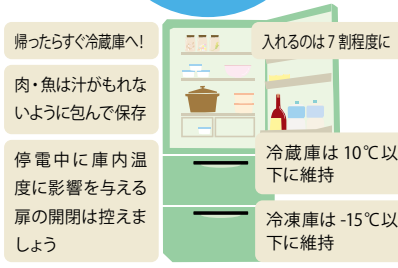 帰ったらすぐ冷蔵庫へ!
肉・魚は汁がもれな
いように包んで保存
停電中に庫内温
度に影響を与える
扉の開閉は控えま
しょう
入れるのは7割程度に
冷蔵庫は10℃以
下に維持
冷凍庫は-15℃以
下に維持